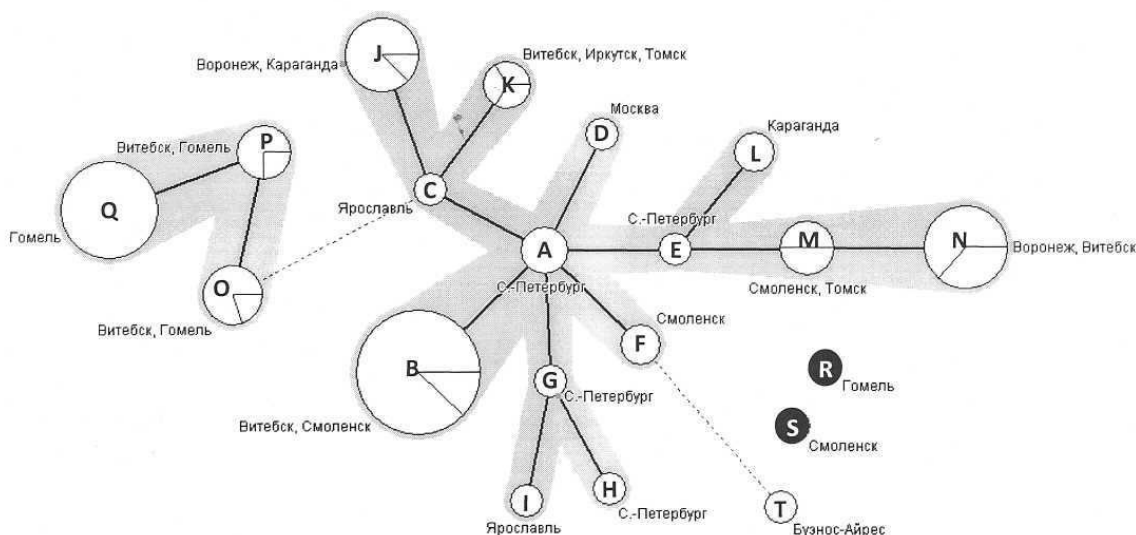 J
Воронеж, Караганда
Витебск, Иркутск, Томск
K
Москва
D
Караганда
L
P
Витебск, Гомель
Q
Гомель
C
Ярославль
O
Витебск, Гомель
A
С.-Петербург
С.-Петербург
E
M
Смоленск, Томск
N
Воронеж, Витебск
B
Витебск, Смоленск
Смоленск
F
G
С.-Петербург
R
Гомель
S
Смоленск
I
Ярославль
H
С.-Петербург
T
Буэнос-Айрес